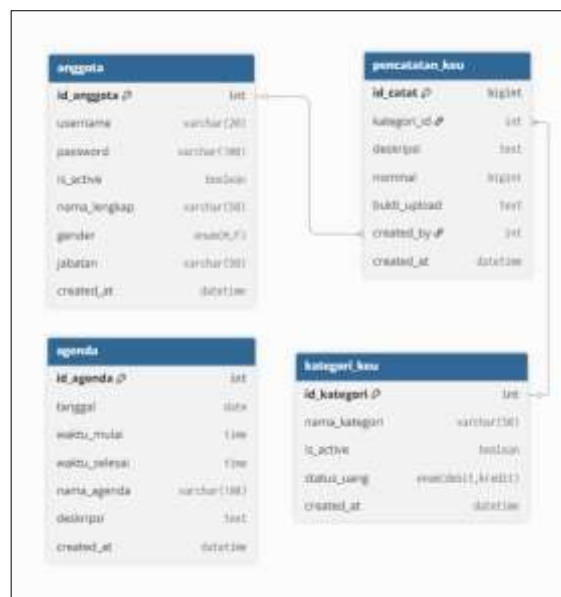 anggota
id_anggota int
username varchar(20)
password varchar(100)
is_active boolean
nama_lengkap varchar(50)
gender enum(M,F)
jabatan varchar(50)
created_at datetime
pencatatan_keu
id_catat bigint
kategori_id int
deskripsi text
nominal bigint
bukti_upload text
created_by int
created_at datetime
agenda
id_agenda int
tanggal date
waktu_mulai time
waktu_selesai time
nama_agenda varchar(100)
deskripsi text
created_at datetime
kategori_keu
id_kategori int
nama_kategori varchar(50)
is_active boolean
status_uang enum(debit,kredit)
created_at datetime